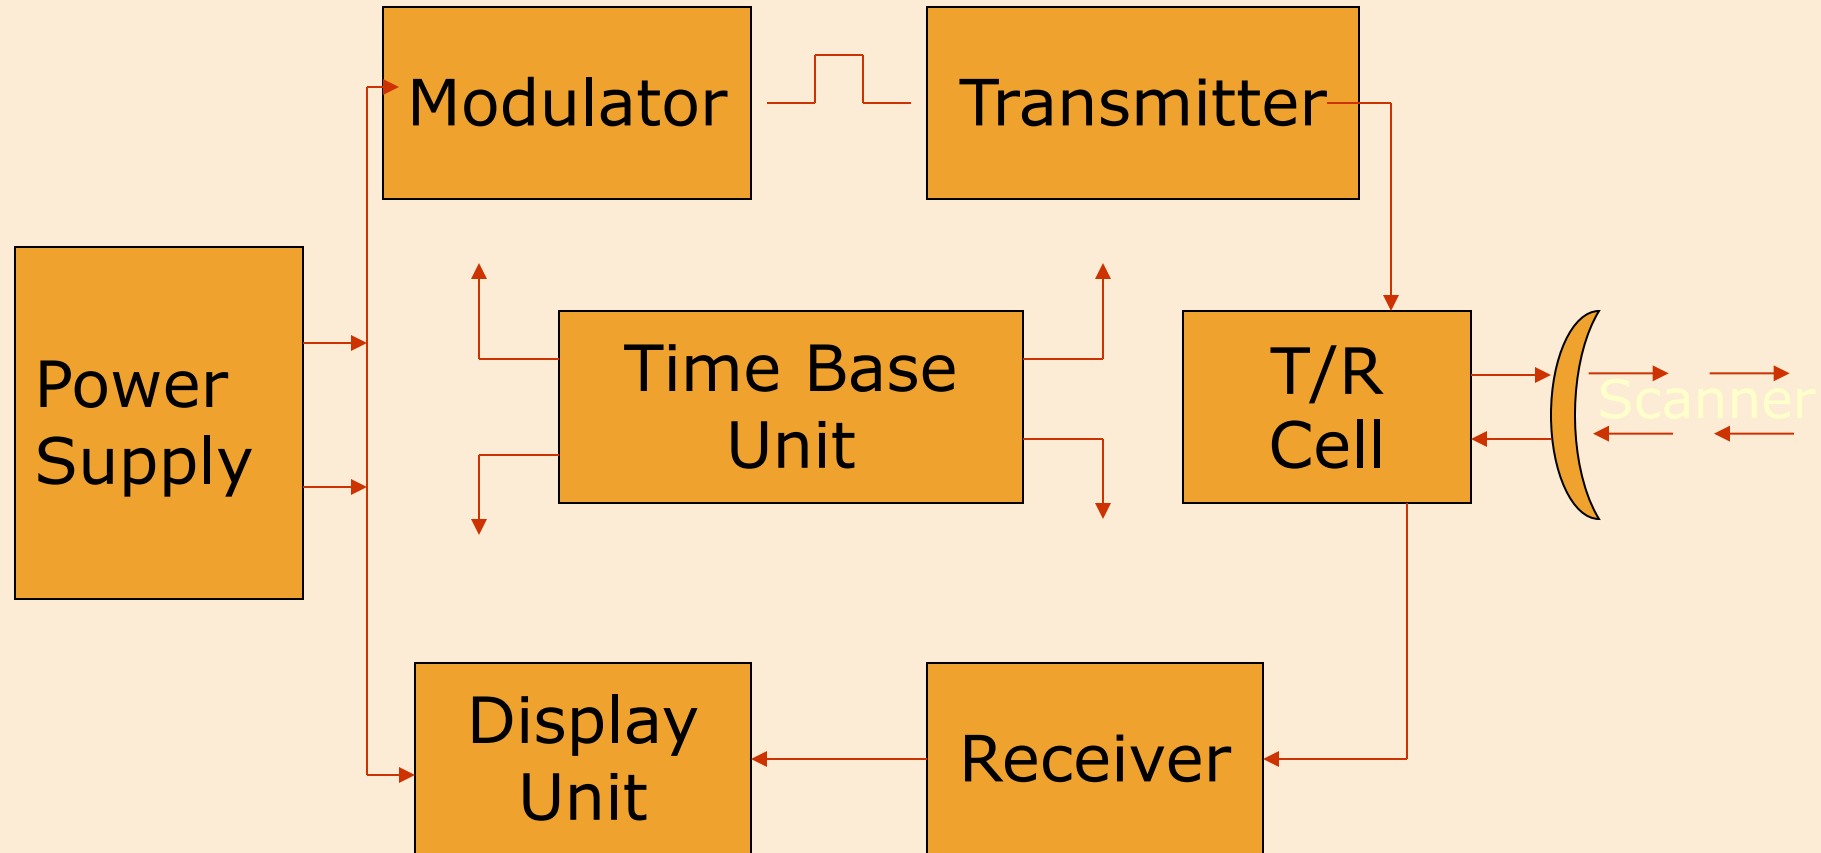 Modulator
Transmitter
Power
Supply
Time Base
Unit
T/R
Cell
Scanner
Display
Unit
Receiver